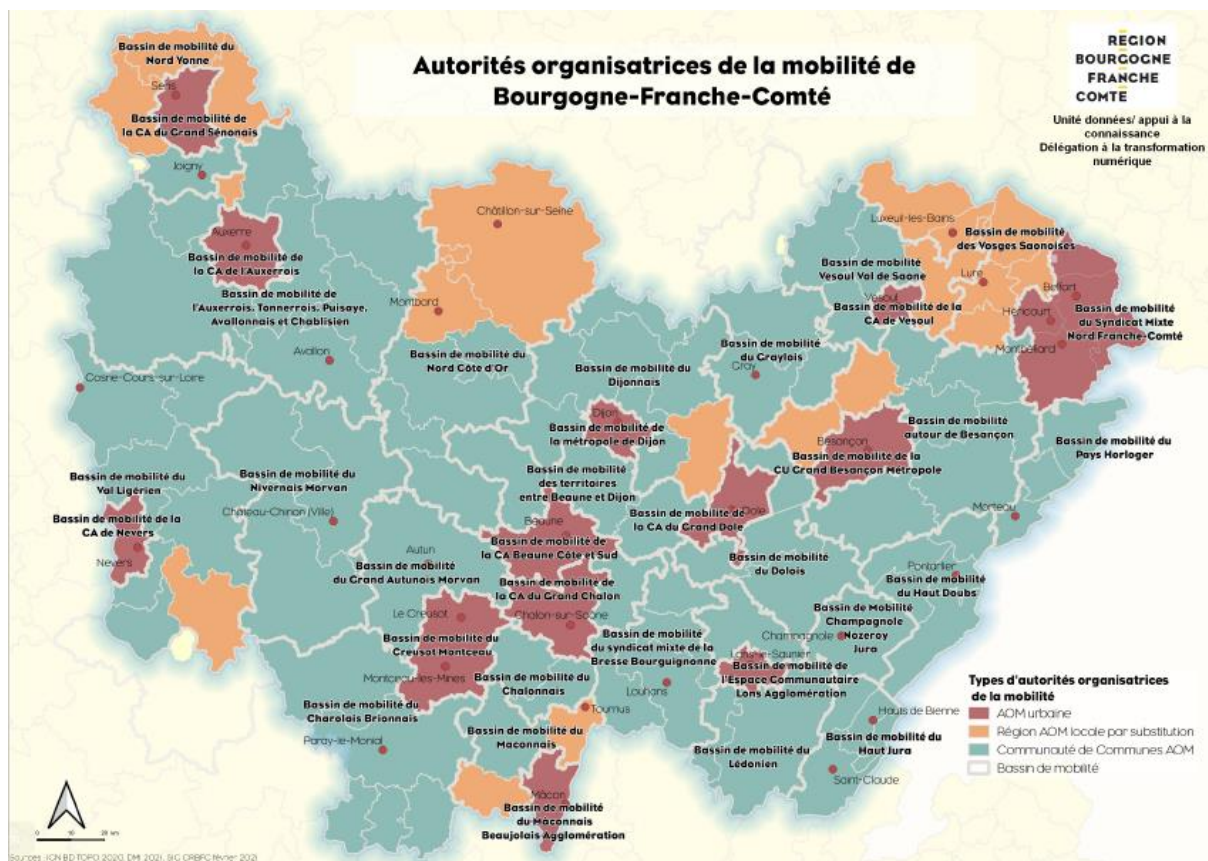 Autorités organisatrices de la mobilité de
Bourgogne-Franche-Comté
REGION
BOURGOGNE
FRANCHE
COMTE
Unité données/ appui à la
connaissance
Délégation à la transformation
numérique
Bassin de mobilité du
Nord Yonne
Sens
Bassin de mobilité de
la CA du Grand Sénonais
Joigny
Auxerre
Bassin de mobilité de
la CA de l'Auxerrois
Bassin de mobilité de
l'Auxerrois, Tonnerrois, Puisaye,
Avallonnais et Chablisien
Avallon
Châtillon-sur-Seine
Montbard
Bassin de mobilité du
Nord Côte d'Or
Luxeuil-les-Bains
Bassin de mobilité
des Vosges Saonoises
Bassin de mobilité
Vesoul Val de Saone
Lure
Vesoul
Bassin de mobilité de la
CA de Vesoul
Belfort
Héricourt
Bassin de mobilité
du Syndicat Mixte
Nord Franche-Comté
Montbéliard
Bassin de mobilité
du Graylois
Gray
Bassin de mobilité du
Dijonnais
Cosne-Cours-sur-Loire
Dijon
Bassin de mobilité de
la métropole de Dijon
Besançon
Bassin de mobilité
autour de Besançon
Bassin de mobilité de la
CU Grand Besançon Métropole
Bassin de mobilité du
Pays Horloger
Morteau
Bassin de mobilité du
Val Ligérien
Bassin de mobilité de la
CA de Nevers
Nevers
Bassin de mobilité du
Nivernais Morvan
Château-Chinon (Ville)
Bassin de mobilité
des territoires
entre Beaune et Dijon
Beaune
Bassin de mobilité de
la CA Beaune Côte et Sud
Dole
Bassin de mobilité de
la CA du Grand Dole
Bassin de mobilité
du Dolois
Autun
Bassin de mobilité
du Grand Autunois Morvan
Bassin de mobilité de
la CA du Grand Chalon
Chalon-sur-Saône
Pontarlier
Bassin de mobilité du
Haut Doubs
Le Creusot
Bassin de mobilité du
Creusot Montceau
Montceau-les-Mines
Bassin de mobilité
du syndicat mixte de la
Bresse Bourguignonne
Louhans
Champagnole
Bassin de Mobilité
Champagnole
Nozeroy
Jura
Lons-le-Saunier
Bassin de mobilité de
l'Espace Communautaire
Lons Agglomération
Bassin de mobilité du
Chalonnais
Tournus
Bassin de mobilité du
Charolais Brionnais
Paray-le-Monial
Bassin de mobilité du
Maconnais
Mâcon
Bassin de mobilité
du Maconnais
Beaujolais Agglomération
Bassin de mobilité du
Lédonien
Hauts de Bienne
Bassin de mobilité du
Haut Jura
Saint-Claude
Types d'autorités organisatrices
de la mobilité
AOM urbaine
Région AOM locale par substitution
Communauté de Communes AOM
Bassin de mobilité
0 10 20 km
Sources : IGN BD TOPO 2020, DMI 2021, SIG CRBFC février 2021